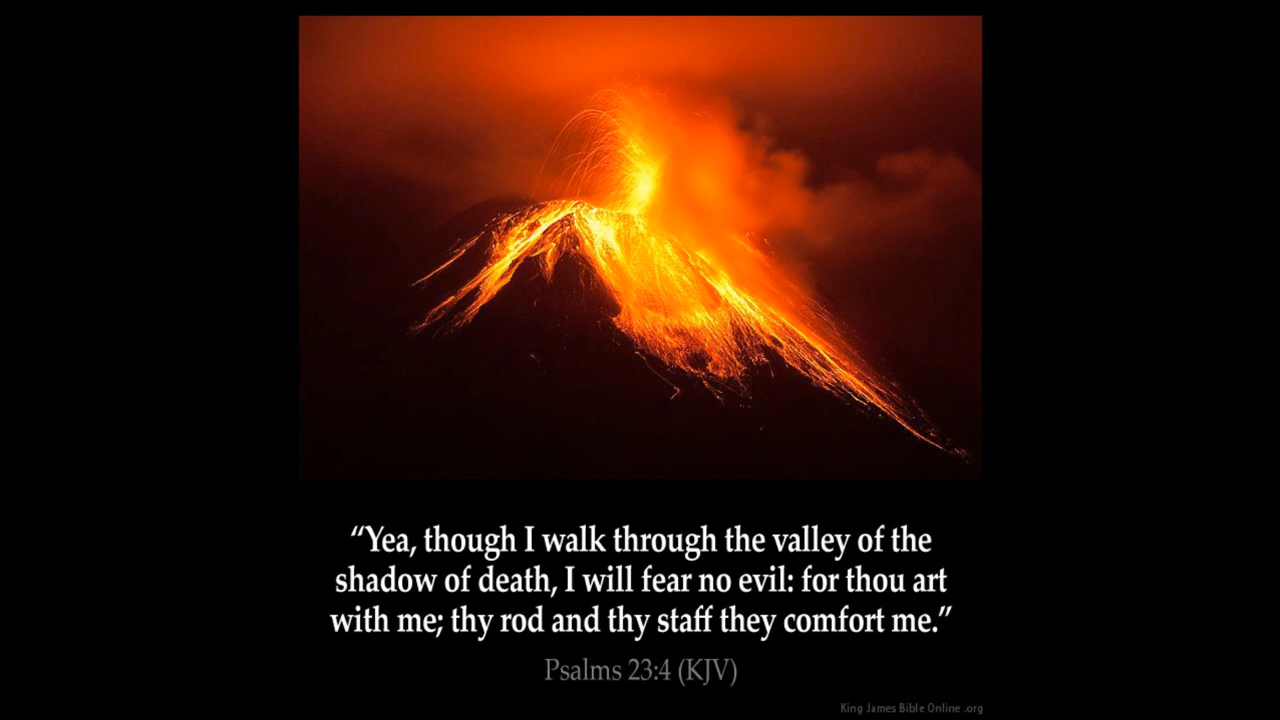 “Yea, though I walk through the valley of the
shadow of death, I will fear no evil: for thou art
with me; thy rod and thy staff they comfort me.”
Psalms 23:4 (KJV)
King James Bible Online .org